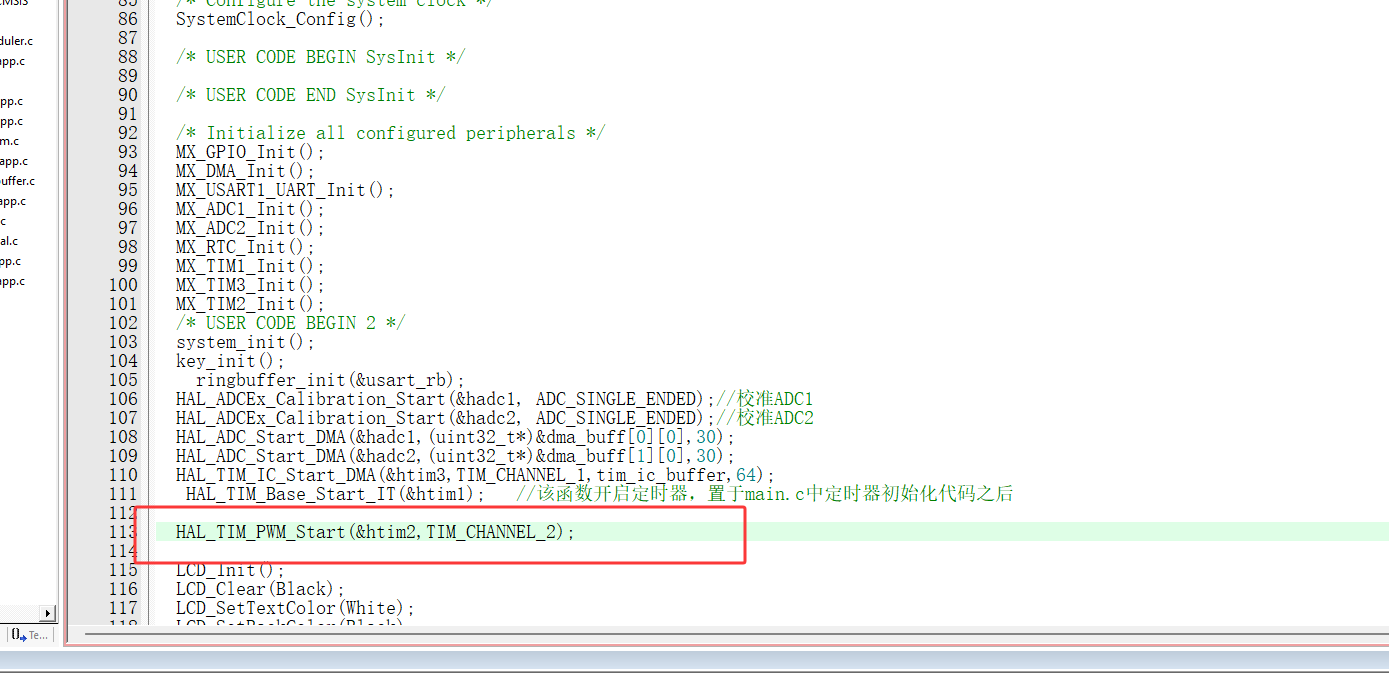 MSIS
duler.c
app.c
pp.c
pp.c
m.c
app.c
uffer.c
app.c
c
al.c
pp.c
app.c
Te...
85 /* Configure the system clock */
86 SystemClock_Config();
87
88 /* USER CODE BEGIN SysInit */
89
90 /* USER CODE END SysInit */
91
92 /* Initialize all configured peripherals */
93 MX_GPIO_Init();
94 MX_DMA_Init();
95 MX_USART1_UART_Init();
96 MX_ADC1_Init();
97 MX_ADC2_Init();
98 MX_RTC_Init();
99 MX_TIM1_Init();
100 MX_TIM3_Init();
101 MX_TIM2_Init();
102 /* USER CODE BEGIN 2 */
103 system_init();
104 key_init();
105 ringbuffer_init(&usart_rb);
106 HAL_ADCEx_Calibration_Start(&hadc1, ADC_SINGLE_ENDED);//校准ADC1
107 HAL_ADCEx_Calibration_Start(&hadc2, ADC_SINGLE_ENDED);//校准ADC2
108 HAL_ADC_Start_DMA(&hadc1,(uint32_t*)&dma_buff[0][0],30);
109 HAL_ADC_Start_DMA(&hadc2,(uint32_t*)&dma_buff[1][0],30);
110 HAL_TIM_IC_Start_DMA(&htim3,TIM_CHANNEL_1,tim_ic_buffer,64);
111 HAL_TIM_Base_Start_IT(&htim1); //该函数开启定时器，置于main.c中定时器初始化代码之后
112
113 HAL_TIM_PWM_Start(&htim2,TIM_CHANNEL_2);
114
115 LCD_Init();
116 LCD_Clear(Black);
117 LCD_SetTextColor(White);
118 LCD_SetBackColor(Black)